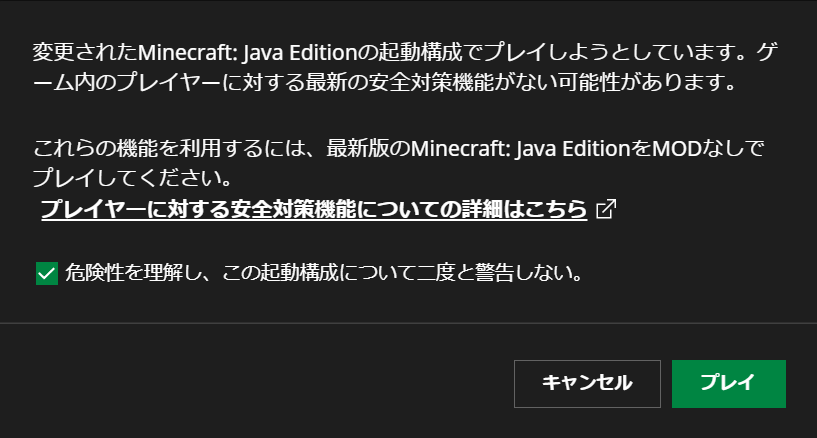 変更されたMinecraft: Java Editionの起動構成でプレイしようとしています。ゲ
ーム内のプレイヤーに対する最新の安全対策機能がない可能性があります。
これらの機能を利用するには、最新版のMinecraft: Java EditionをMODなしで
プレイしてください。
プレイヤーに対する安全対策機能についての詳細はこちら
危険性を理解し、この起動構成について二度と警告しない。
キャンセル
プレイ